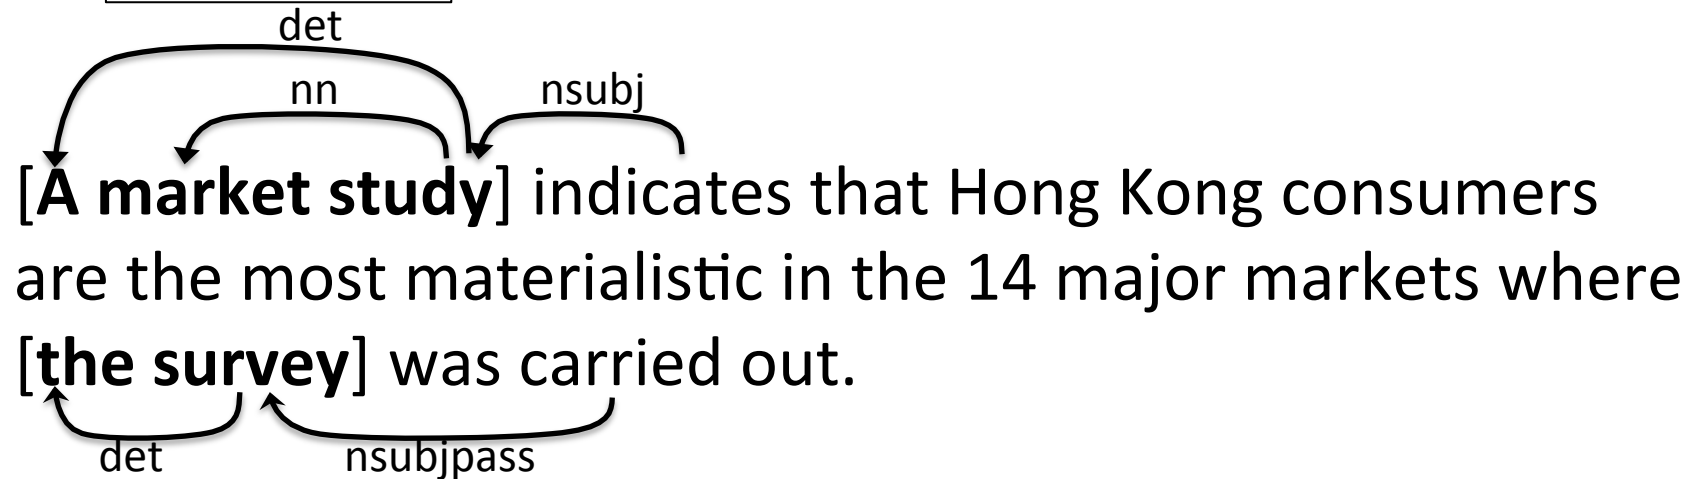 det
nn nsubj
[A market study] indicates that Hong Kong consumers
are the most materialistic in the 14 major markets where
[the survey] was carried out.
det nsubjpass